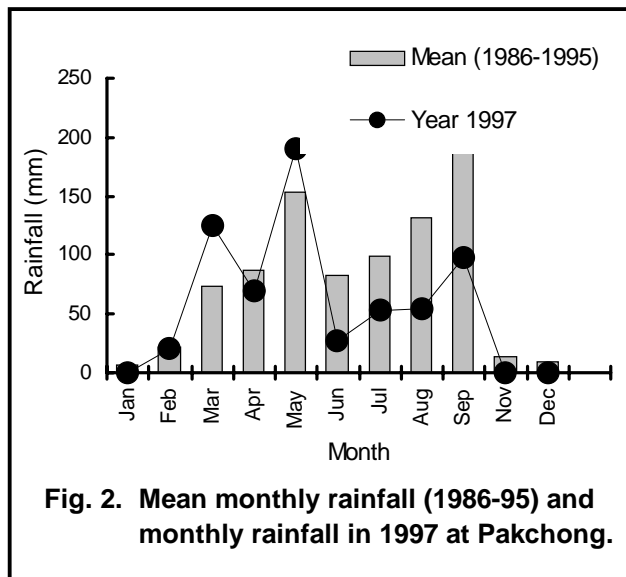 Mean (1986-1995)
Year 1997
250
200
150
100
50
0
Rainfall (mm)
Jan
Feb
Mar
Apr
May
Jun
Jul
Aug
Sep
Nov
Dec
Month
Fig. 2. Mean monthly rainfall (1986-95) and
monthly rainfall in 1997 at Pakchong.